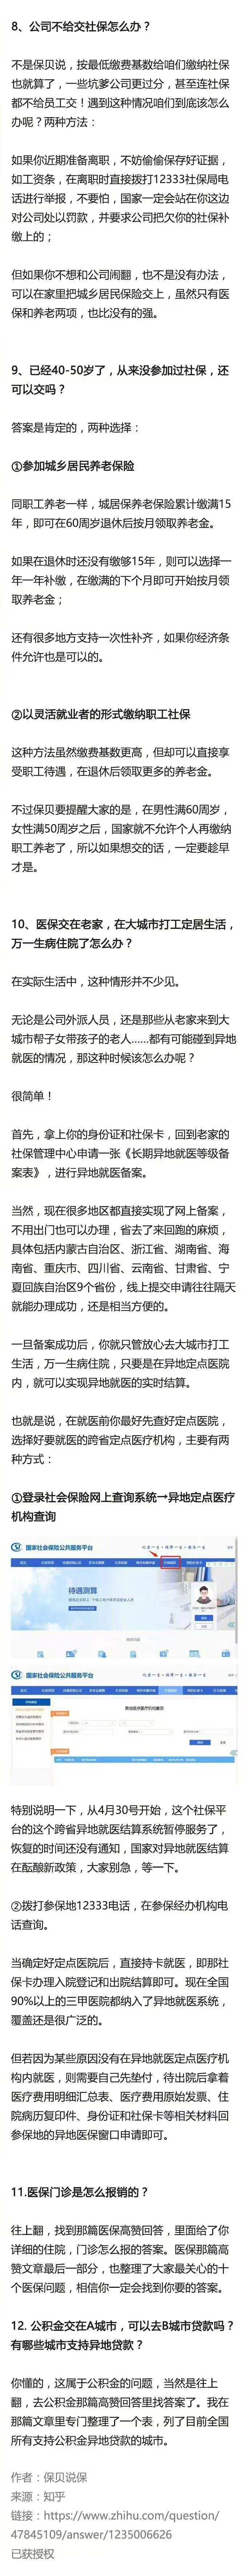 8、公司不给交社保怎么办？
不是保贝说，按最低缴费基数给咱们缴纳社保
也就算了，一些坑爹公司更过分，甚至连社保
都不给员工交！遇到这种情况咱们到底该怎么
办呢？两种方法：
如果你近期准备离职，不妨偷偷保存好证据，
如工资条，在离职时直接拨打12333社保局电
话进行举报，不要怕，国家一定会站在你这边
对公司处以罚款，并要求公司把欠你的社保补
缴上的；
但如果你不想和公司闹翻，也不是没有办法，
可以在家里把城乡居民保险交上，虽然只有医
保和养老两项，也比没有的强。
9、已经40-50岁了，从来没参加过社保，还
可以交吗？
答案是肯定的，两种选择：
①参加城乡居民养老保险
同职工养老一样，城居保养老保险累计缴满15
年，即可在60周岁退休后按月领取养老金。
如果在退休时还没有缴够15年，则可以选择一
年一年补缴，在缴满的下个月即可开始按月领
取养老金；
还有很多地方支持一次性补齐，如果你经济条
件允许也是可以的。
②以灵活就业者的形式缴纳职工社保
这种方法虽然缴费基数更高，但却可以直接享
受职工待遇，在退休后领取更多的养老金。
不过保贝要提醒大家的是，在男性满60周岁，
女性满50周岁之后，国家就不允许个人再缴纳
职工养老了，所以如果想交的话，一定要趁早
才是。
10、医保交在老家，在大城市打工定居生活，
万一生病住院了怎么办？
在实际生活中，这种情形并不少见。
无论是公司外派人员，还是那些从老家来到大
城市帮子女带孩子的老人......都有可能碰到异地
就医的情况，那这种时候该怎么办呢？
很简单！
首先，拿上你的身份证和社保卡，回到老家的
社保管理中心申请一张《长期异地就医等级备
案表》，进行异地就医备案。
当然，现在很多地区都直接实现了网上备案，
不用出门也可以办理，省去了来回跑的麻烦，
具体包括内蒙古自治区、浙江省、湖南省、海
南省、重庆市、四川省、云南省、甘肃省、宁
夏回族自治区9个省份，线上提交申请往往隔天
就能办理成功，还是相当方便的。
一旦备案成功后，你就只管放心去大城市打工
生活，万一生病住院，只要是在异地定点医院
内，就可以实现异地就医的实时结算。
也就是说，在就医前你最好先查好定点医院，
选择好要就医的跨省定点医疗机构，主要有两
种方式：
①登录社会保险网上查询系统→异地定点医疗
机构查询
国家社会保险公共服务平台
待遇测算
国家社会保险公共服务平台
特别说明一下，从4月30号开始，这个社保平
台的这个跨省异地就医结算系统暂停服务了，
恢复的时间还没有通知，国家对异地就医结算
在酝酿新政策，大家别急，等一下。
②拨打参保地12333电话，在参保经办机构电
话查询。
当确定好定点医院后，直接持卡就医，即那社
保卡办理入院登记和出院结算即可。现在全国
90%以上的三甲医院都纳入了异地就医系统，
覆盖还是很广泛的。
但若因为某些原因没有在异地就医定点医疗机
构内就医，则需要自己先垫付，待出院后拿着
医疗费用明细汇总表、医疗费用原始发票、住
院病历复印件、身份证和社保卡等相关材料回
参保地的异地医保窗口申请即可。
11.医保门诊是怎么报销的？
往上翻，找到那篇医保高赞回答，里面给了你
详细的住院，门诊怎么报的答案。医保那篇高
赞文章最后一部分，也整理了大家最关心的十
个医保问题，相信你一定会找到你要的答案。
12. 公积金交在A城市，可以去B城市贷款吗？
有哪些城市支持异地贷款？
你懂的，这属于公积金的问题，当然是往上
翻，去公积金那篇高赞回答里找答案了。我在
那篇文章里专门整理了一个表，列了目前全国
所有支持公积金异地贷款的城市。
作者：保贝说保
来源：知乎
链接：https://www.zhihu.com/question/
47845109/answer/1235006626
已获授权